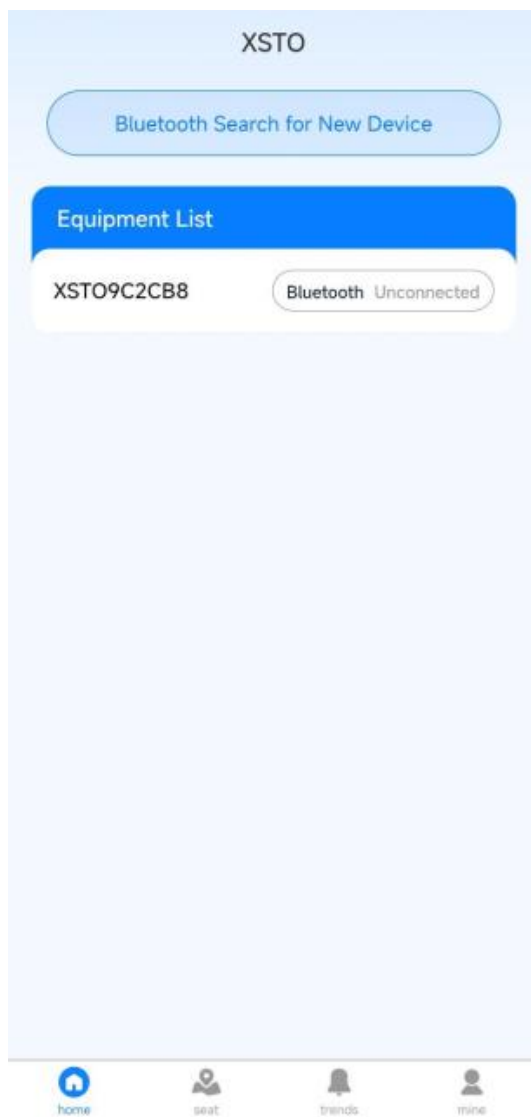 XSTO
Bluetooth Search for New Device
Equipment List
XSTO9C2CB8 Bluetooth Unconnected
home seat trends mine